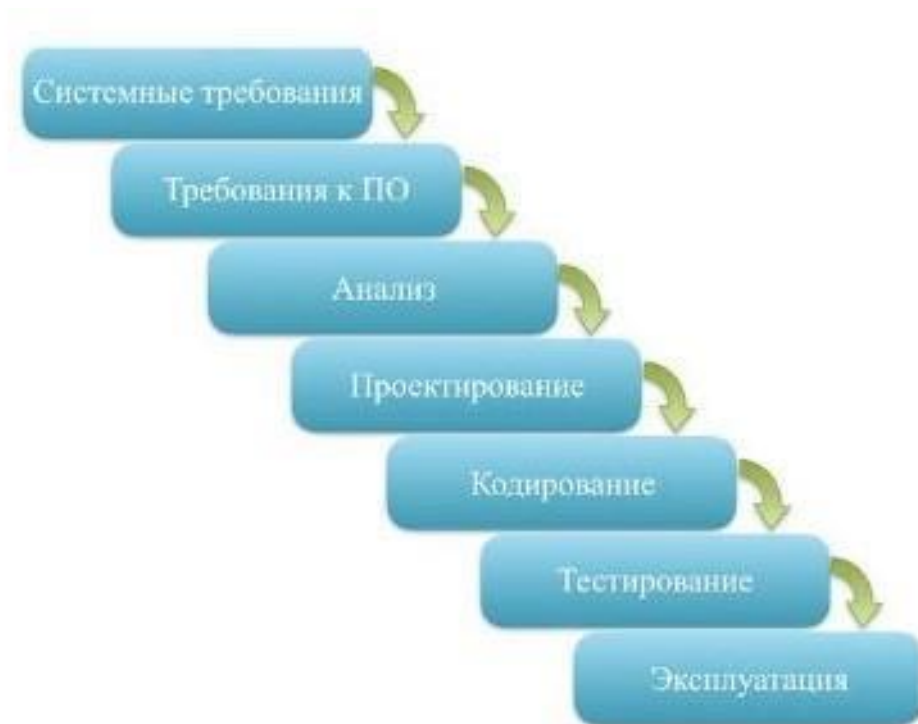 Системные требования
Требования к ПО
Анализ
Проектирование
Кодирование
Тестирование
Эксплуатация